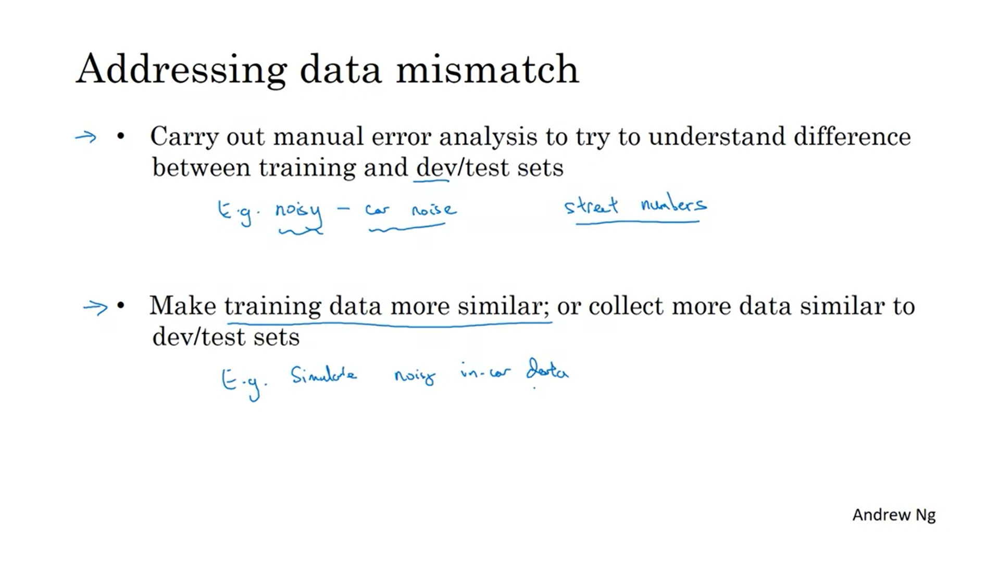 Addressing data mismatch
→ • Carry out manual error analysis to try to understand difference
between training and dev/test sets
E.g. noisy - car noise street numbers
→ • Make training data more similar; or collect more data similar to
dev/test sets
E.g. Simulate noisy in-car data
Andrew Ng